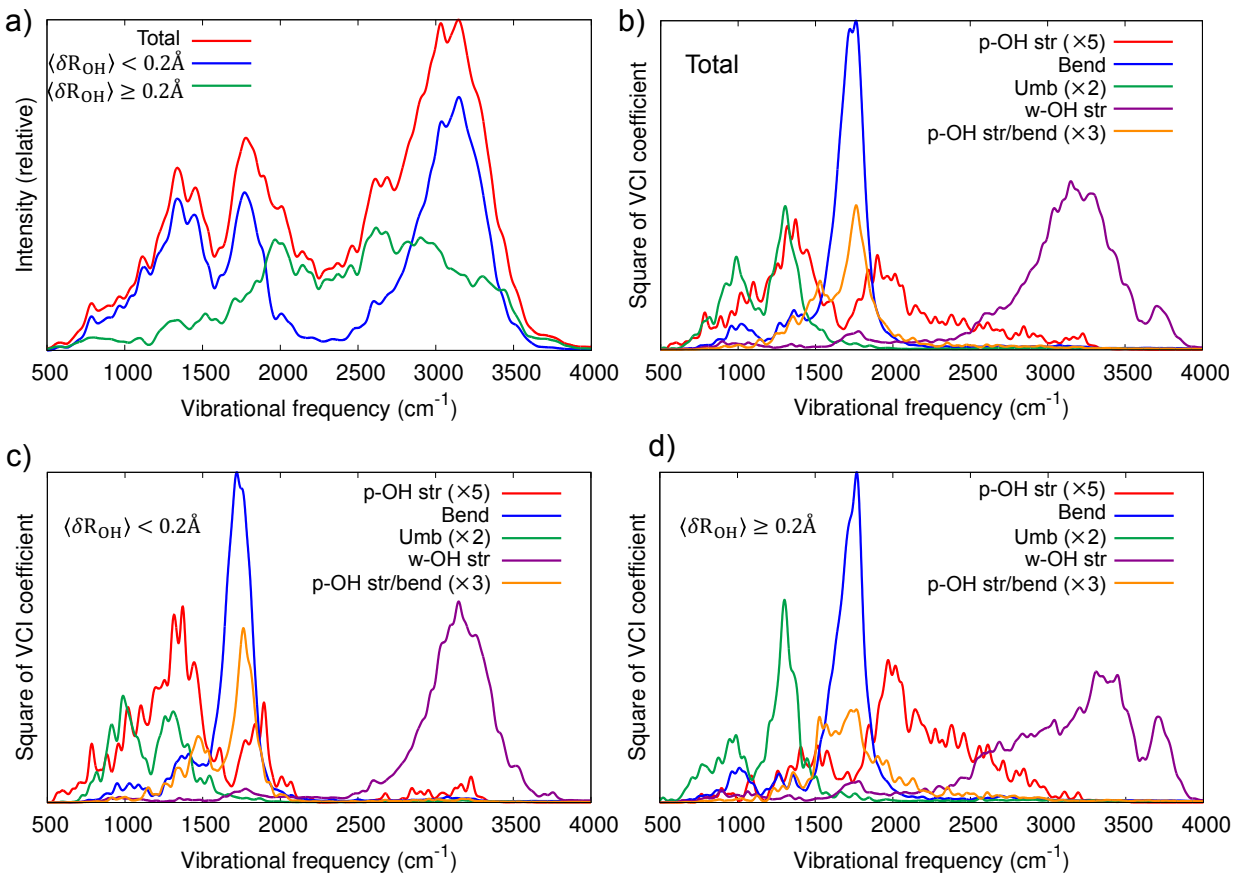 a)
Total
⟨δR_OH⟩ < 0.2Å
⟨δR_OH⟩ ≥ 0.2Å
Intensity (relative)
500 1000 1500 2000 2500 3000 3500 4000
Vibrational frequency (cm⁻¹)
b)
Total
p-OH str (×5)
Bend
Umb (×2)
w-OH str
p-OH str/bend (×3)
Square of VCI coefficient
500 1000 1500 2000 2500 3000 3500 4000
Vibrational frequency (cm⁻¹)
c)
⟨δR_OH⟩ < 0.2Å
p-OH str (×5)
Bend
Umb (×2)
w-OH str
p-OH str/bend (×3)
Square of VCI coefficient
500 1000 1500 2000 2500 3000 3500 4000
Vibrational frequency (cm⁻¹)
d)
⟨δR_OH⟩ ≥ 0.2Å
p-OH str (×5)
Bend
Umb (×2)
w-OH str
p-OH str/bend (×3)
Square of VCI coefficient
500 1000 1500 2000 2500 3000 3500 4000
Vibrational frequency (cm⁻¹)